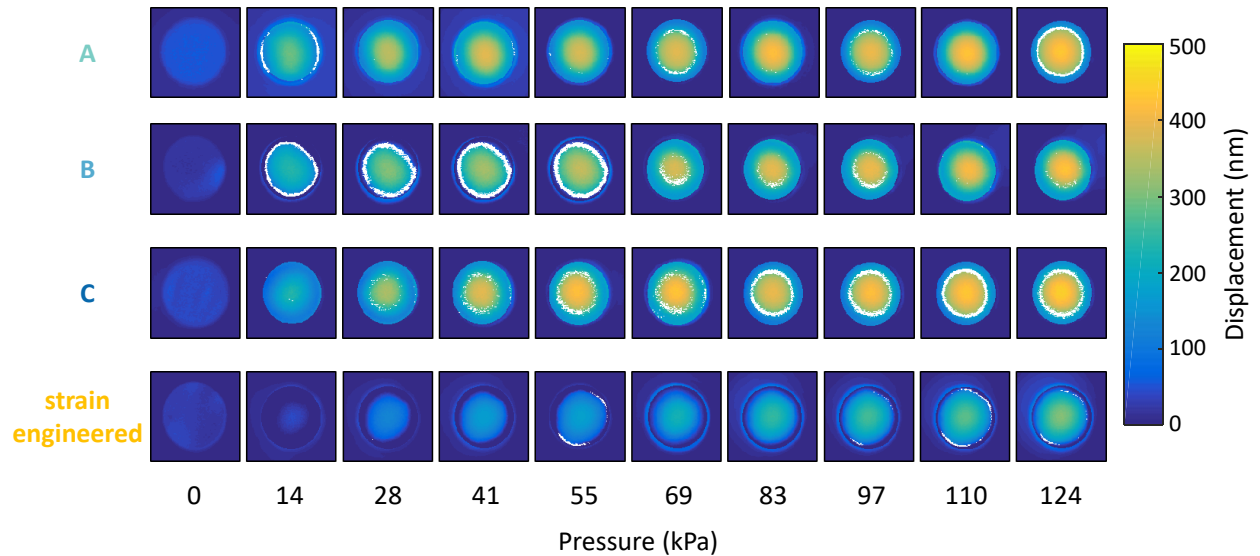 A
B
C
strain
engineered
0 14 28 41 55 69 83 97 110 124
Pressure (kPa)
500
400
300
200
100
0
Displacement (nm)